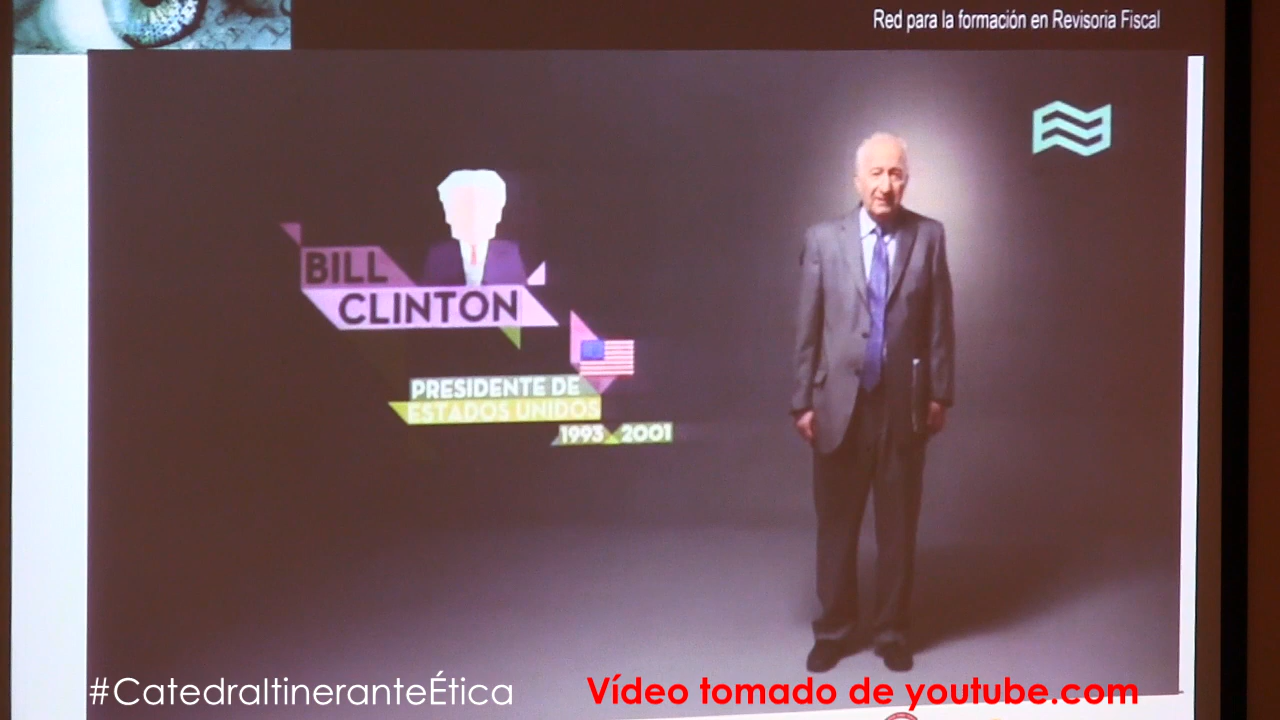 Red para la formación en Revisoria Fiscal
BILL
CLINTON
PRESIDENTE DE
ESTADOS UNIDOS
1993 2001
#CatedraItineranteÉtica
Vídeo tomado de youtube.com